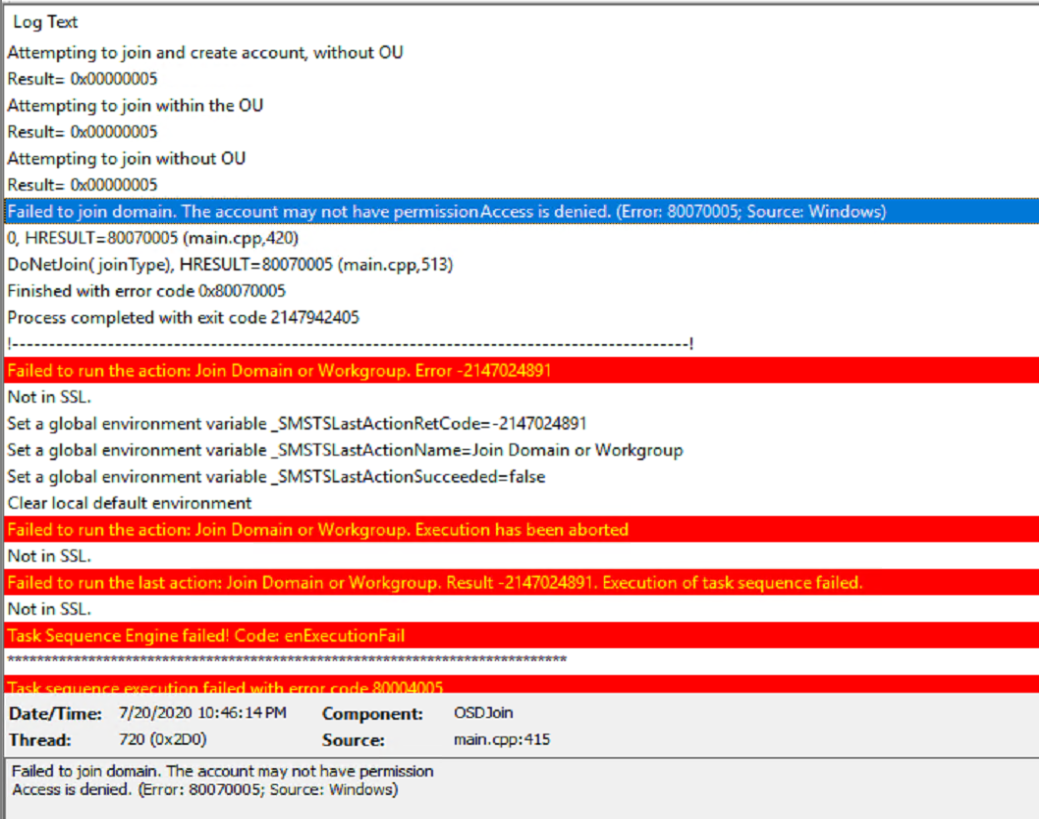 Log Text
Attempting to join and create account, without OU
Result= 0x00000005
Attempting to join within the OU
Result= 0x00000005
Attempting to join without OU
Result= 0x00000005
Failed to join domain. The account may not have permissionAccess is denied. (Error: 80070005; Source: Windows)
0, HRESULT=80070005 (main.cpp,420)
DoNetJoin( joinType), HRESULT=80070005 (main.cpp,513)
Finished with error code 0x80070005
Process completed with exit code 2147942405
!--------------------------------------------------------------------------------------------!
Failed to run the action: Join Domain or Workgroup. Error -2147024891
Not in SSL.
Set a global environment variable _SMSTSLastActionRetCode=-2147024891
Set a global environment variable _SMSTSLastActionName=Join Domain or Workgroup
Set a global environment variable _SMSTSLastActionSucceeded=false
Clear local default environment
Failed to run the action: Join Domain or Workgroup. Execution has been aborted
Not in SSL.
Failed to run the last action: Join Domain or Workgroup. Result -2147024891. Execution of task sequence failed.
Not in SSL.
Task Sequence Engine failed! Code: enExecutionFail
****************************************************************************
Task sequence execution failed with error code 80004005
Date/Time: 7/20/2020 10:46:14 PM Component: OSDJoin
Thread: 720 (0x2D0) Source: main.cpp:415
Failed to join domain. The account may not have permission
Access is denied. (Error: 80070005; Source: Windows)